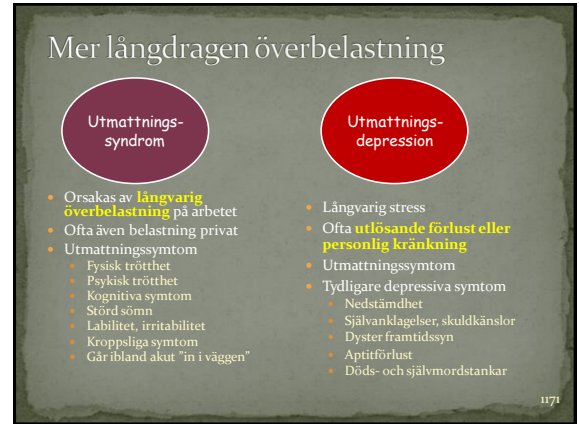 Mer långdragen överbelastning
Utmattnings-
syndrom
Orsakas av långvarig
överbelastning på arbetet
Ofta även belastning privat
Utmattningssymtom
Fysisk trötthet
Psykisk trötthet
Kognitiva symtom
Störd sömn
Labilitet, irritabilitet
Kroppsliga symtom
Går ibland akut ”in i väggen”
Utmattnings-
depression
Långvarig stress
Ofta utlösande förlust eller
personlig kränkning
Utmattningssymtom
Tydligare depressiva symtom
Nedstämdhet
Självanklagelser, skuldkänslor
Dyster framtidssyn
Aptitförlust
Döds- och självmordstankar
1171